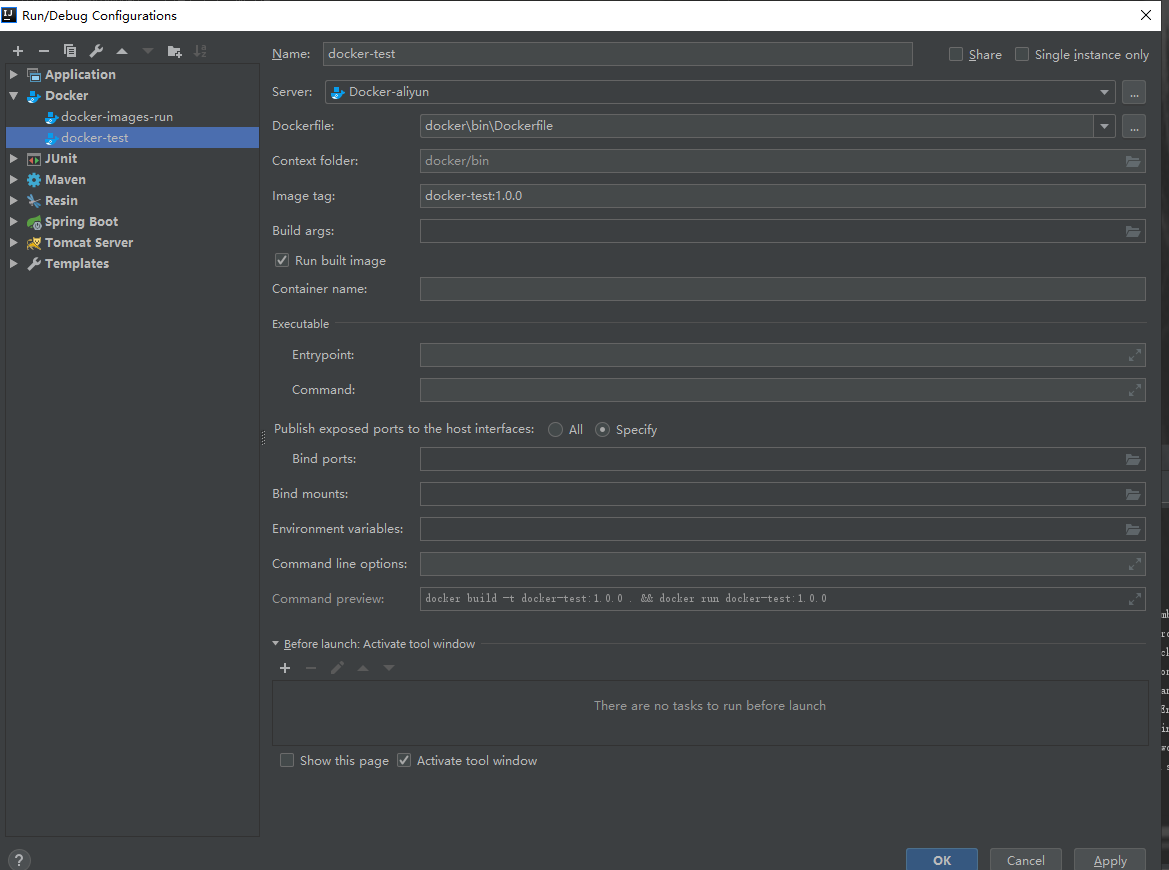 Run/Debug Configurations
Application
Docker
docker-images-run
docker-test
JUnit
Maven
Resin
Spring Boot
Tomcat Server
Templates
Name: docker-test Share Single instance only
Server: Docker-aliyun ...
Dockerfile: docker\bin\Dockerfile ...
Context folder: docker/bin
Image tag: docker-test:1.0.0
Build args:
Run built image
Container name:
Executable
Entrypoint:
Command:
Publish exposed ports to the host interfaces: All Specify
Bind ports:
Bind mounts:
Environment variables:
Command line options:
Command preview: docker build -t docker-test:1.0.0 . && docker run docker-test:1.0.0
Before launch: Activate tool window
There are no tasks to run before launch
Show this page Activate tool window
? OK Cancel Apply